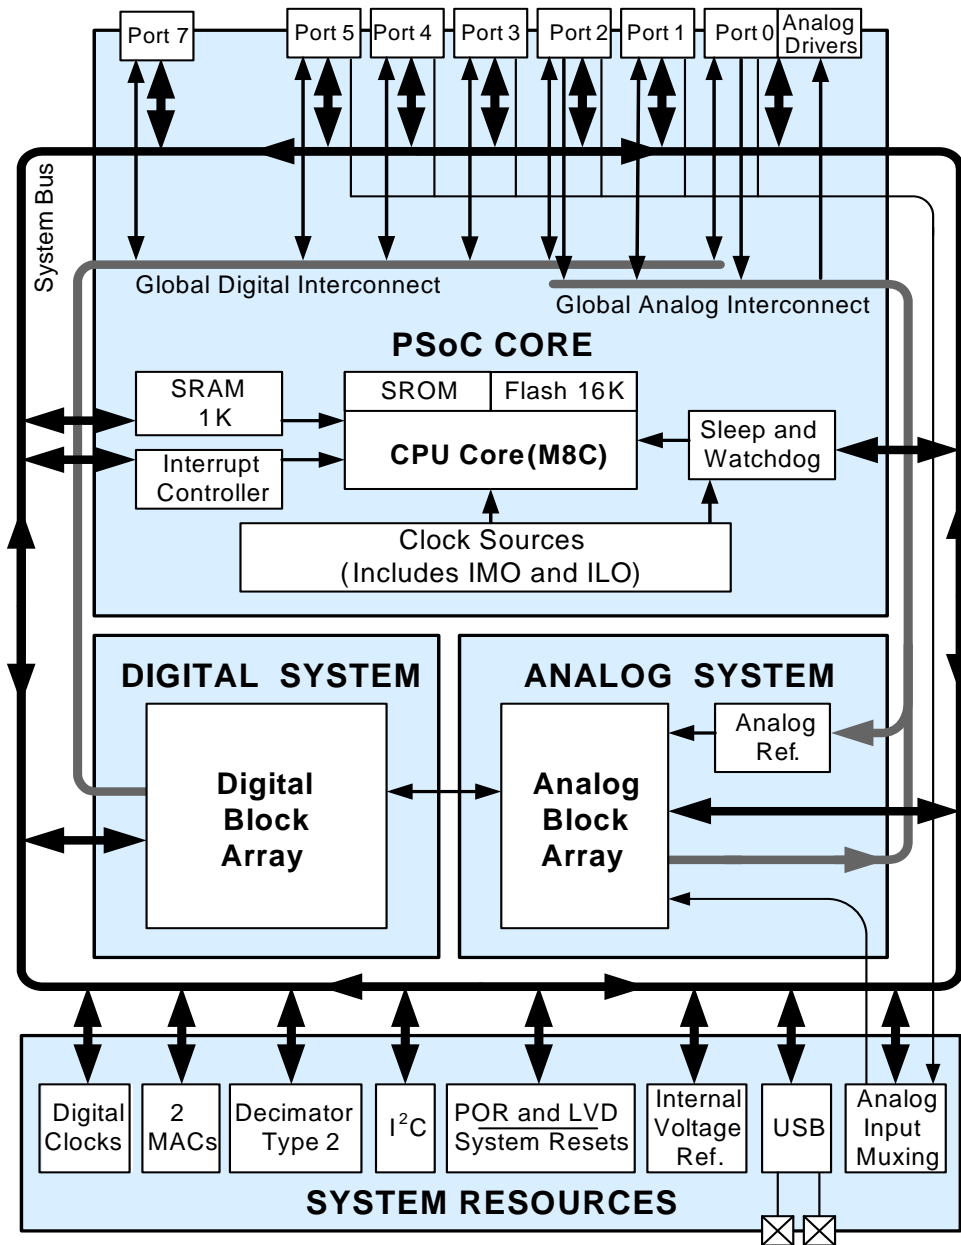 Port 7
Port 5
Port 4
Port 3
Port 2
Port 1
Port 0
Analog
Drivers
System Bus
Global Digital Interconnect
Global Analog Interconnect
PSoC CORE
SRAM
1K
SROM
Flash 16K
CPU Core (M8C)
Interrupt
Controller
Sleep and
Watchdog
Clock Sources
(Includes IMO and ILO)
DIGITAL SYSTEM
ANALOG SYSTEM
Digital
Block
Array
Analog
Block
Array
Analog
Ref.
Digital
Clocks
2
MACs
Decimator
Type 2
I²C
POR and LVD
System Resets
Internal
Voltage
Ref.
USB
Analog
Input
Muxing
SYSTEM RESOURCES